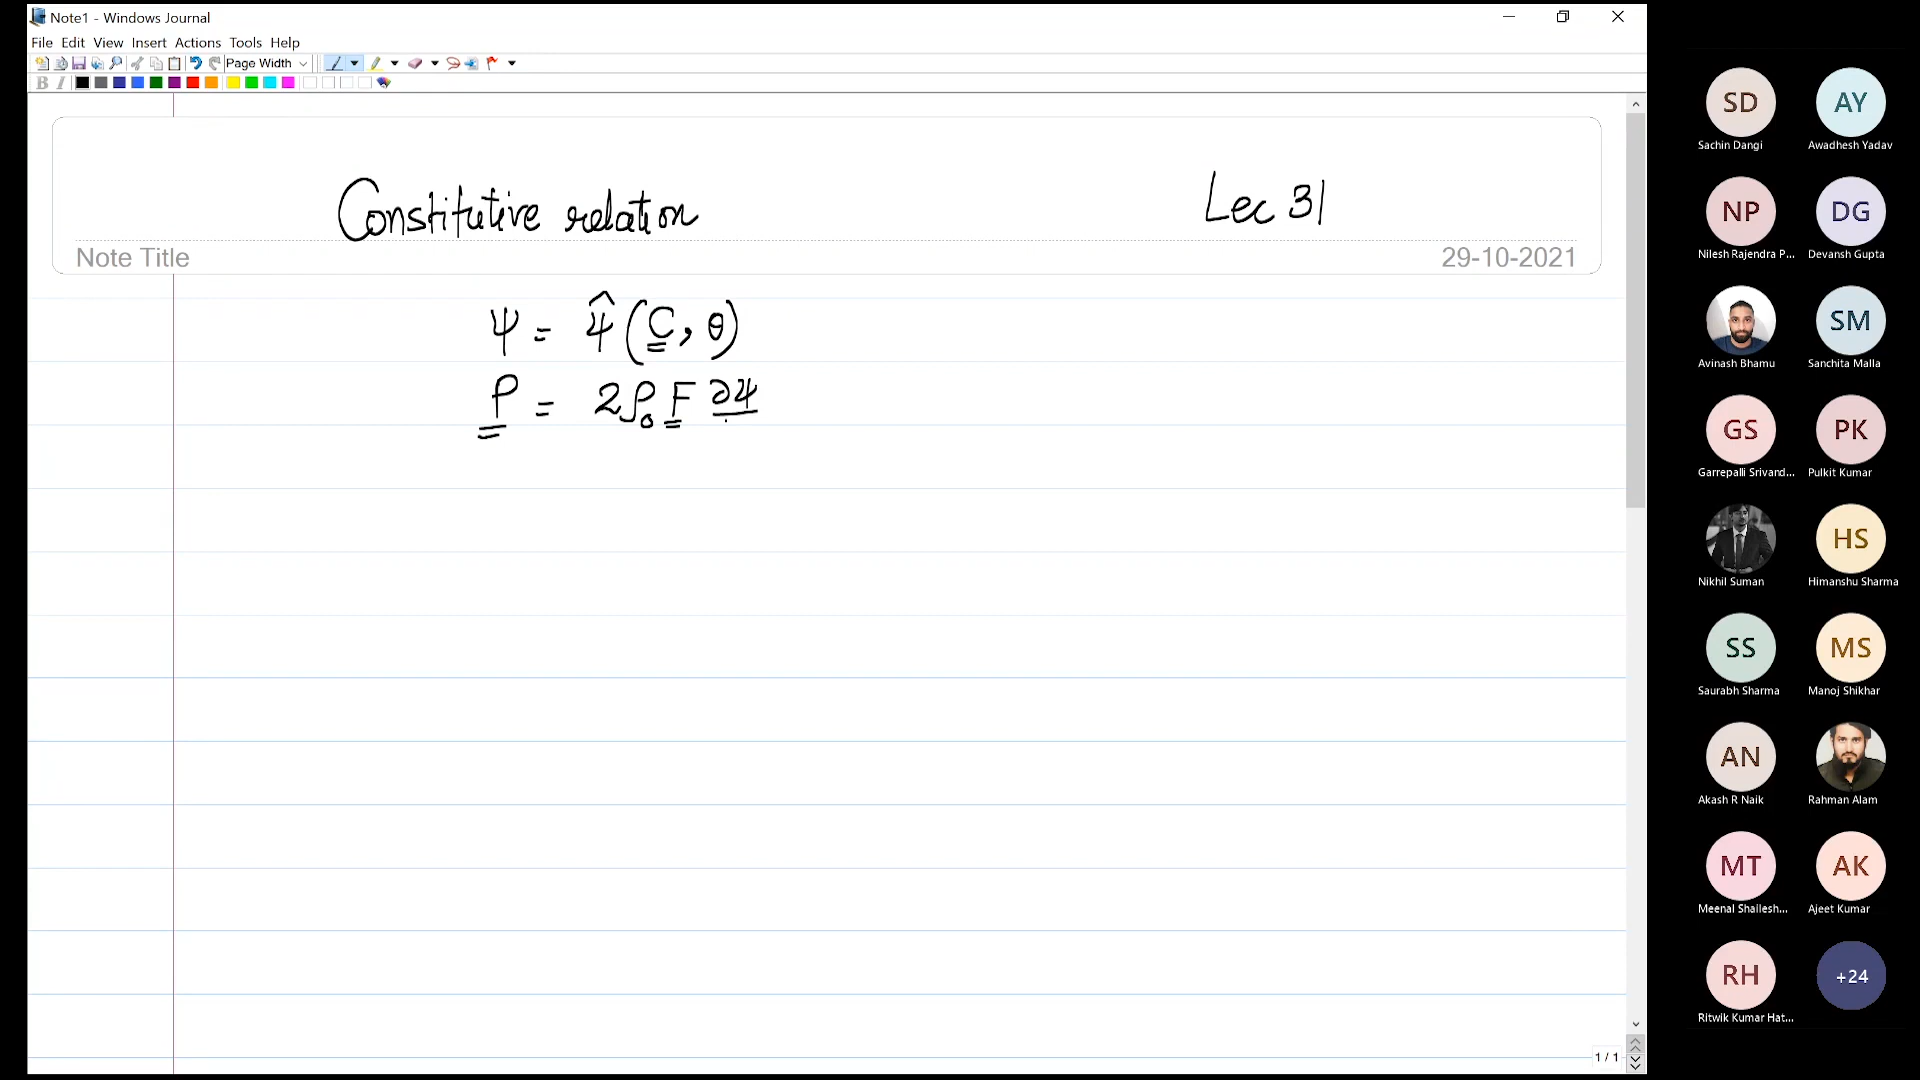 Note1 - Windows Journal
File Edit View Insert Actions Tools Help
Page Width
B I
Constitutive relation
Lec 31
Note Title
29-10-2021
ψ = ψ̂ (C, θ)
P = 2ρ₀ F ∂ψ
1 / 1
SD
AY
Sachin Dangi
Awadhesh Yadav
NP
DG
Nilesh Rajendra P...
Devansh Gupta
SM
Avinash Bhamu
Sanchita Malla
GS
PK
Garrepalli Srivand...
Pulkit Kumar
HS
Nikhil Suman
Himanshu Sharma
SS
MS
Saurabh Sharma
Manoj Shikhar
AN
Akash R Naik
Rahman Alam
MT
AK
Meenal Shailesh...
Ajeet Kumar
RH
+24
Ritwik Kumar Hat...